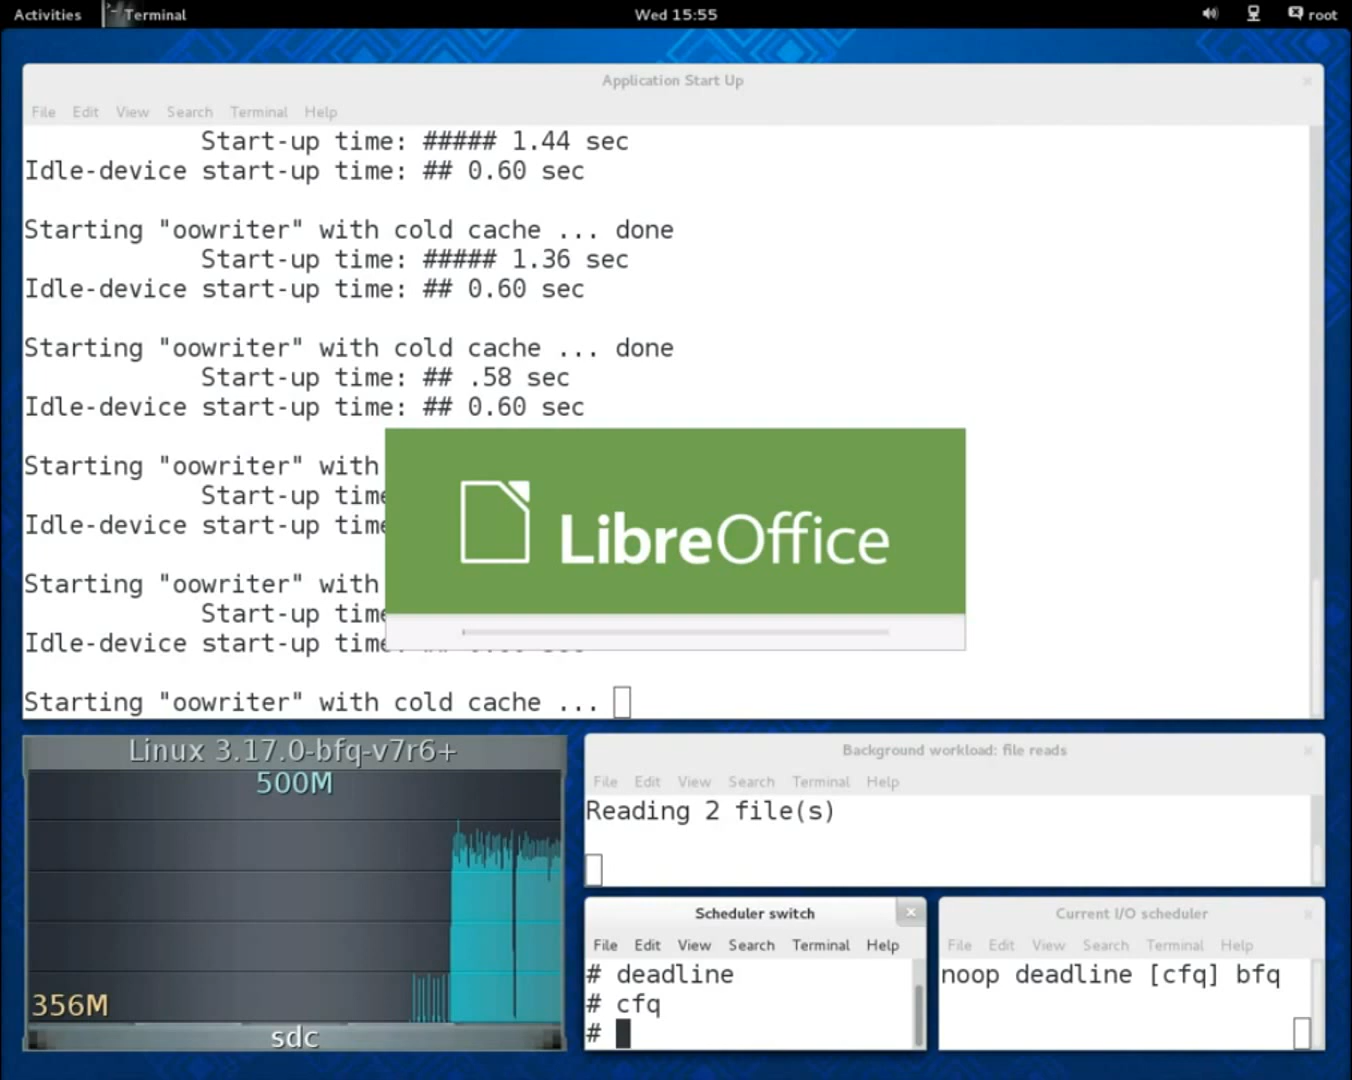 Activities Terminal Wed 15:55 root
Application Start Up
File Edit View Search Terminal Help
Start-up time: ##### 1.44 sec
Idle-device start-up time: ## 0.60 sec
Starting "oowriter" with cold cache ... done
Start-up time: ##### 1.36 sec
Idle-device start-up time: ## 0.60 sec
Starting "oowriter" with cold cache ... done
Start-up time: ## .58 sec
Idle-device start-up time: ## 0.60 sec
Starting "oowriter" with
Start-up time
Idle-device start-up time
Starting "oowriter" with
Start-up time
Idle-device start-up time:
LibreOffice
Starting "oowriter" with cold cache ...
Linux 3.17.0-bfq-v7r6+
500M
356M
sdc
Background workload: file reads
File Edit View Search Terminal Help
Reading 2 file(s)
Scheduler switch
File Edit View Search Terminal Help
# deadline
# cfq
#
Current I/O scheduler
File Edit View Search Terminal Help
noop deadline [cfq] bfq